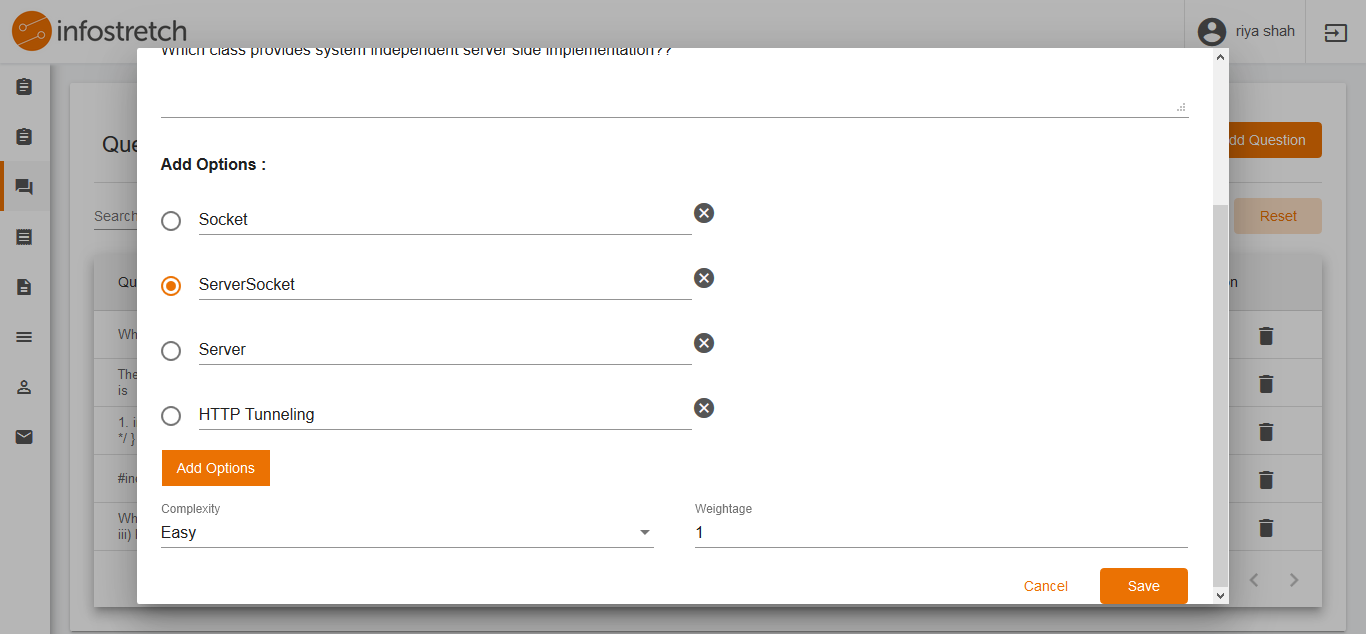 infostretch
riya shah
Which class provides system independent server side implementation??
Que
dd Question
Add Options :
Search
Reset
Socket
Qu
n
ServerSocket
Wh
Server
The
is
HTTP Tunneling
1. i
*/ }
Add Options
#in
Complexity
Weightage
Wh
iii)
Easy
1
Cancel
Save